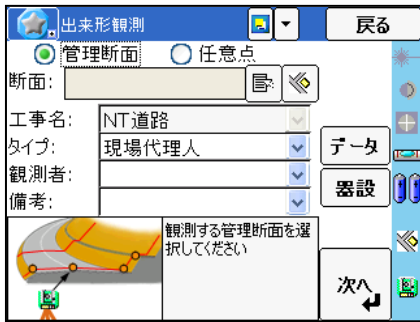 出来形観測
戻る
管理断面 任意点
断面:
工事名: NT道路
タイプ: 現場代理人
データ
観測者:
器設
備考:
観測する管理断面を選
択してください
次へ